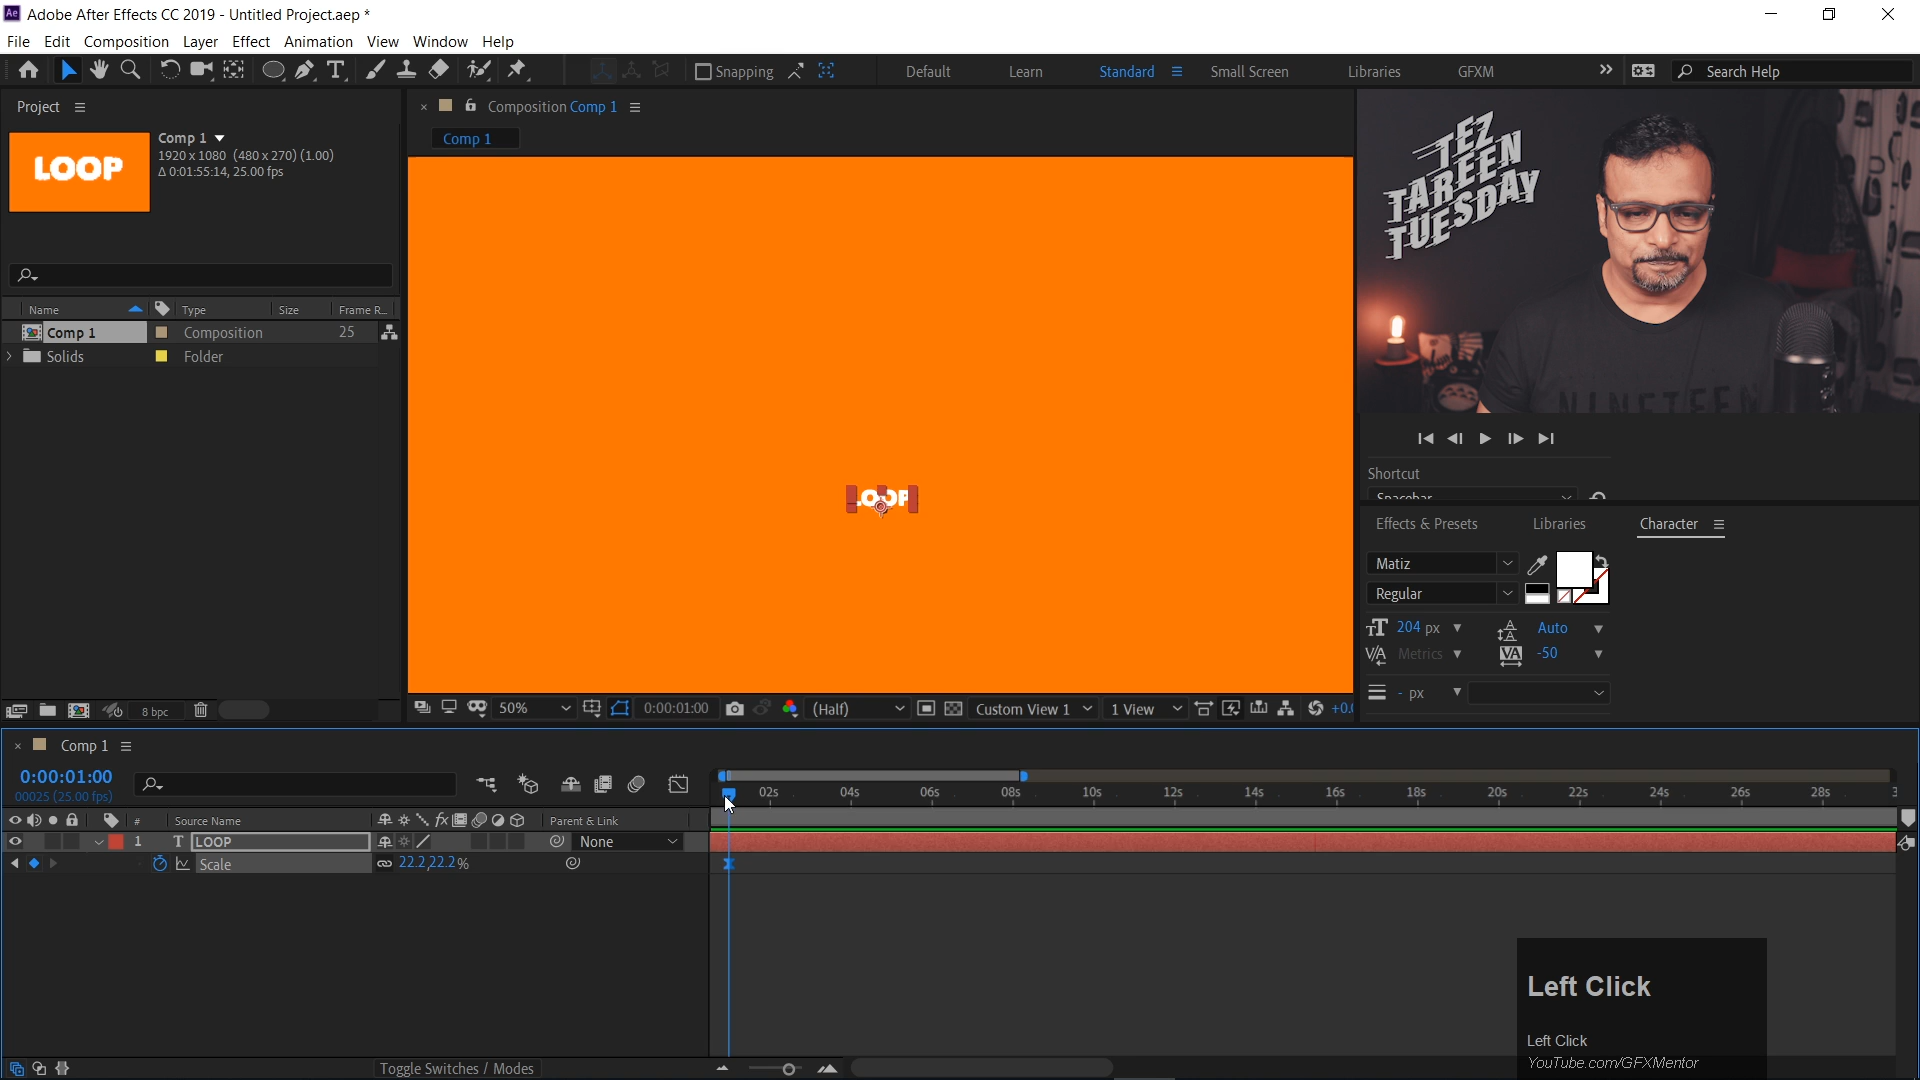 Ae Adobe After Effects CC 2019 - Untitled Project.aep *
File Edit Composition Layer Effect Animation View Window Help
Snapping Default Learn Standard Small Screen Libraries GFXM Search Help
Project
Comp 1
1920 x 1080 (480 x 270) (1.00)
Δ 0:01:55:14, 25.00 fps
LOOP
Name Type Size Frame R...
Comp 1 Composition 25
Solids Folder
8 bpc
Composition Comp 1
Comp 1
LOOP
50% 0:00:01:00 (Half) Custom View 1 1 View +0.0
TEZ
TAREEN
TUESDAY
NINETEEN
Shortcut
Spacebar
Effects & Presets Libraries Character
Matiz
Regular
204 px Auto
Metrics -50
- px
Comp 1
0:00:01:00
00025 (25.00 fps)
02s 04s 06s 08s 10s 12s 14s 16s 18s 20s 22s 24s 26s 28s 3
# Source Name fx Parent & Link
1 T LOOP None
Scale 22.2,22.2%
Toggle Switches / Modes
Left Click
Left Click
YouTube.com/GFXMentor